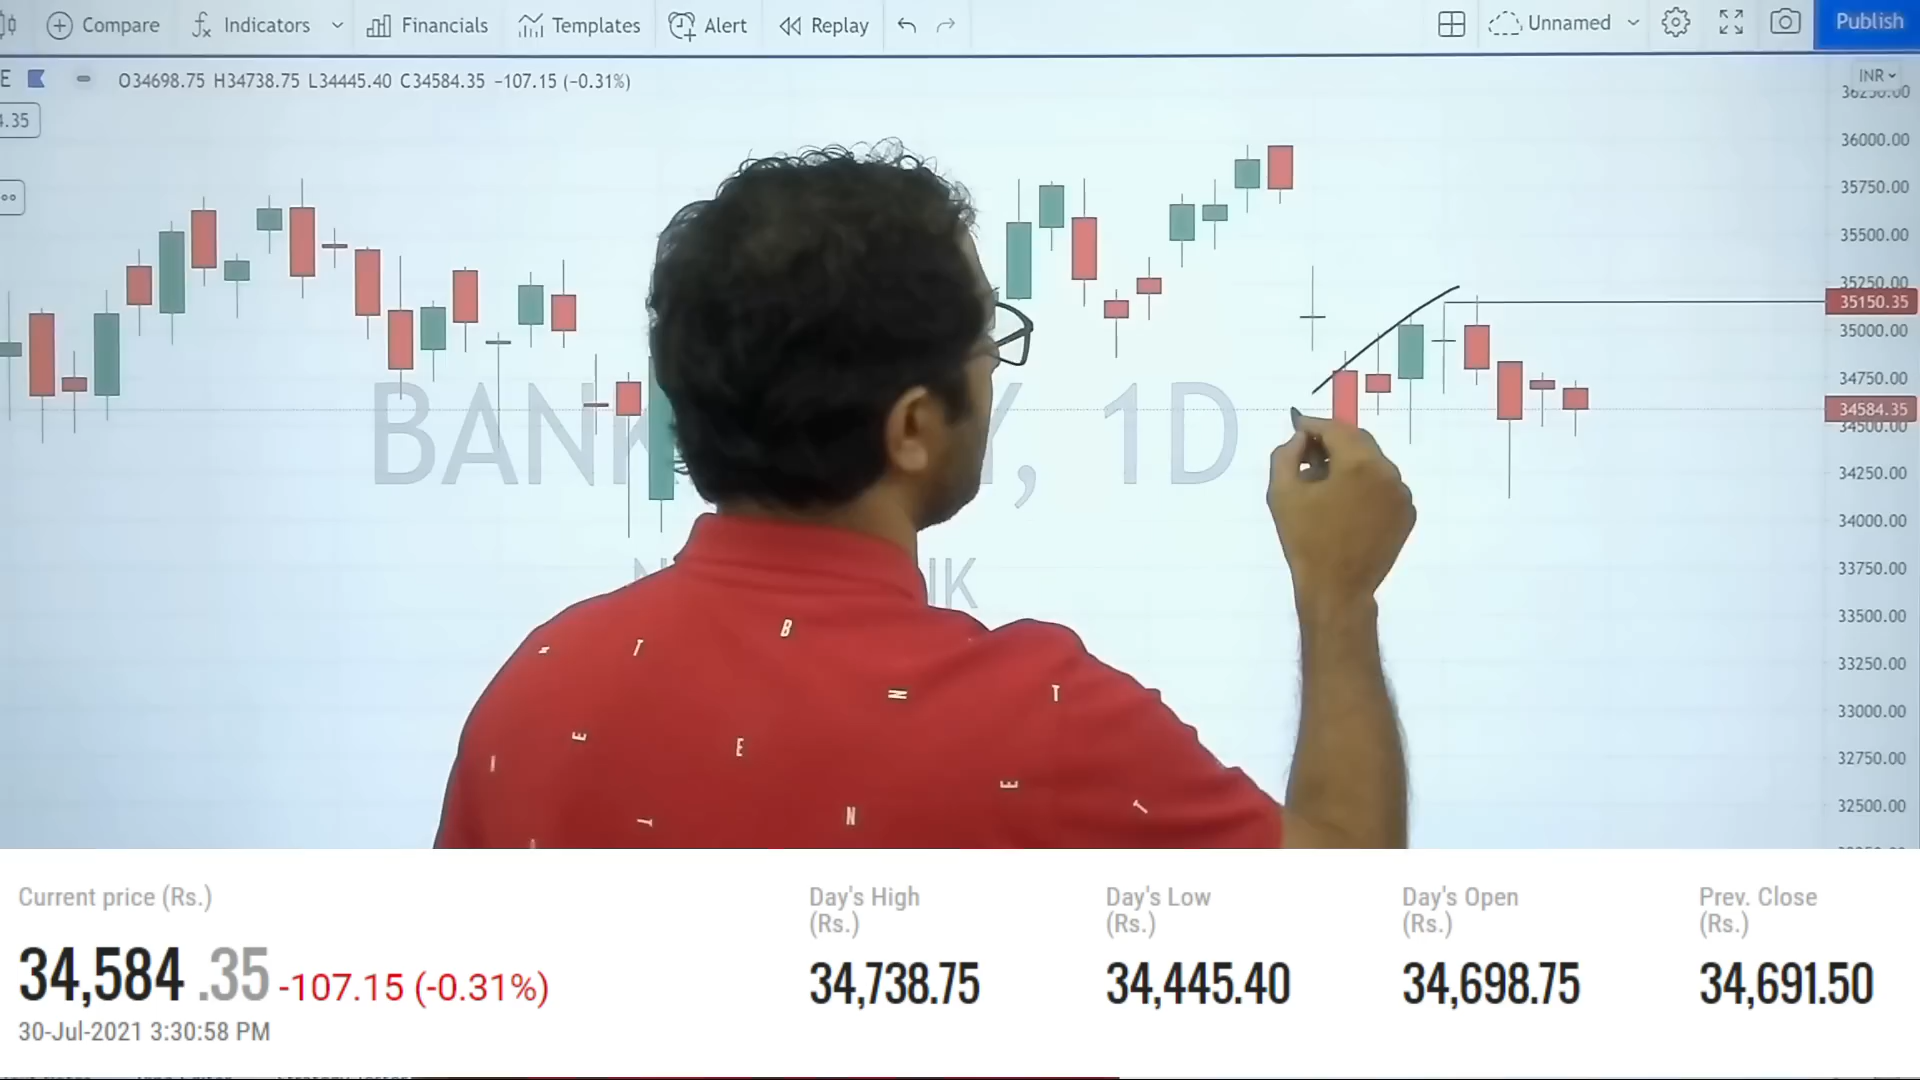 Compare Indicators Financials Templates Alert Replay Unnamed Publish
E O34698.75 H34738.75 L34445.40 C34584.35 −107.15 (−0.31%) INR
4.35
36000.00
35750.00
35500.00
35250.00
35150.35
35000.00
34750.00
34584.35
34500.00
34250.00
34000.00
33750.00
33500.00
33250.00
33000.00
32750.00
32500.00
, 1D
T B
N T
E E E
I N T
T
Current price (Rs.)
34,584.35 -107.15 (-0.31%)
30-Jul-2021 3:30:58 PM
Day's High
(Rs.)
34,738.75
Day's Low
(Rs.)
34,445.40
Day's Open
(Rs.)
34,698.75
Prev. Close
(Rs.)
34,691.50